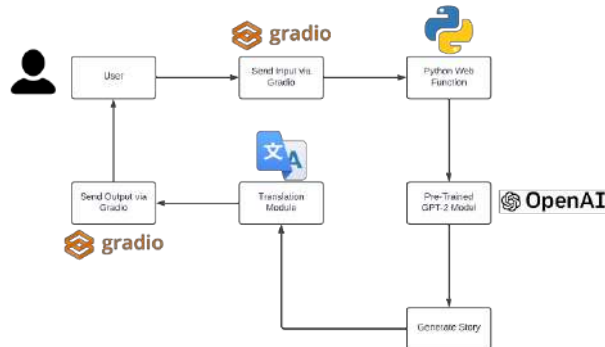 gradio
User
Send Input via
Gradio
Python Web
Function
文 A
Send Output via
Gradio
Translation
Module
Pre-Trained
GPT-2 Model
OpenAI
gradio
Generate Story